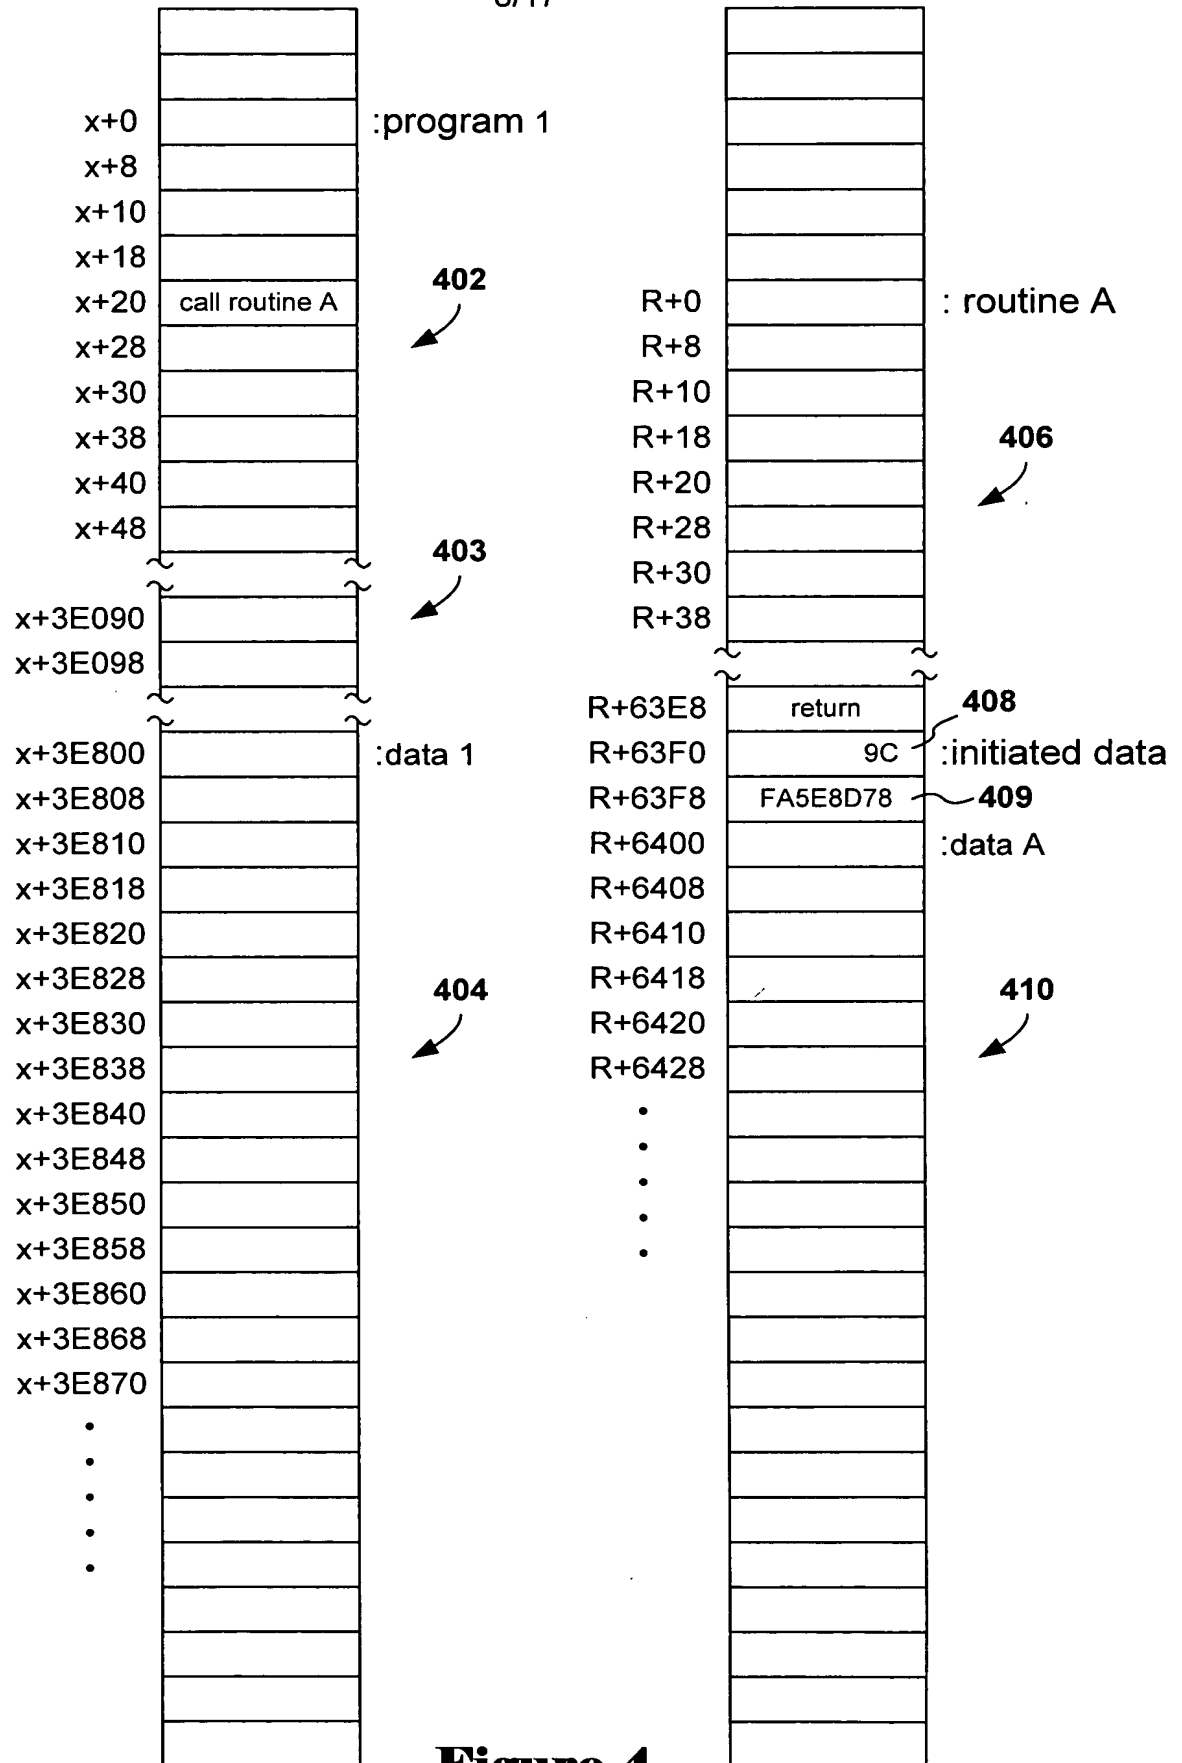 8/17
x+0 :program 1
x+8
x+10
x+18
x+20 call routine A
x+28
x+30
x+38
x+40
x+48
402
403
x+3E090
x+3E098
x+3E800 :data 1
x+3E808
x+3E810
x+3E818
x+3E820
x+3E828
x+3E830
x+3E838
x+3E840
x+3E848
x+3E850
x+3E858
x+3E860
x+3E868
x+3E870
404
R+0 : routine A
R+8
R+10
R+18
R+20
R+28
R+30
R+38
406
R+63E8 return
408
R+63F0 9C :initiated data
R+63F8 FA5E8D78 409
R+6400 :data A
R+6408
R+6410
R+6418
R+6420
R+6428
410
Figure 4